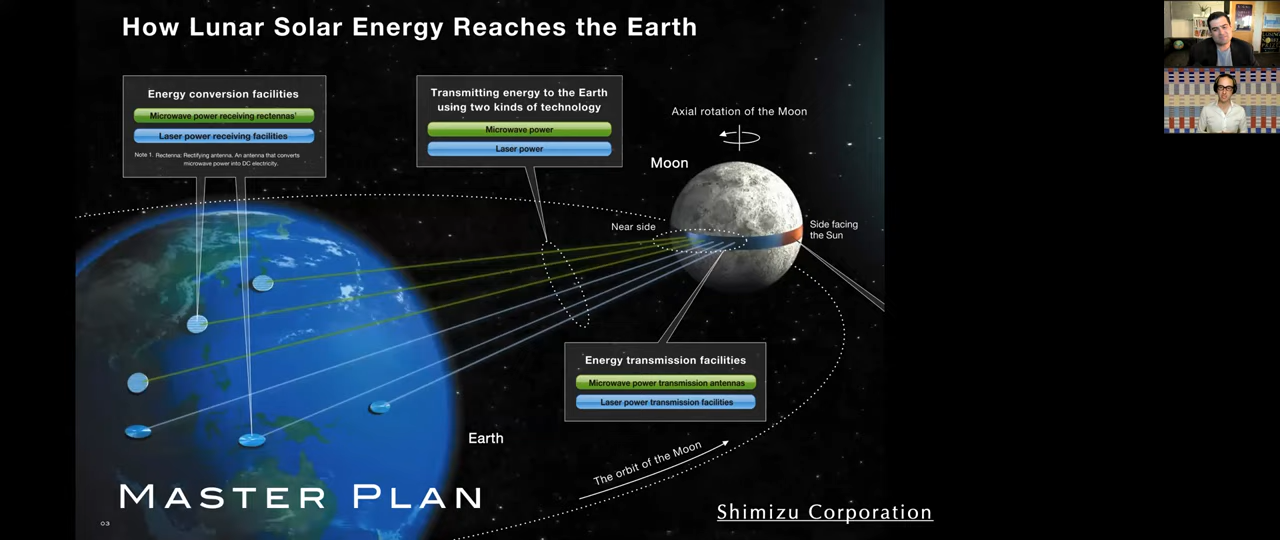 How Lunar Solar Energy Reaches the Earth
Energy conversion facilities
Microwave power receiving rectennas¹
Laser power receiving facilities
Note 1. Rectenna: Rectifying antenna. An antenna that converts
microwave power into DC electricity.
Transmitting energy to the Earth
using two kinds of technology
Microwave power
Laser power
Axial rotation of the Moon
Moon
Near side
Side facing
the Sun
Energy transmission facilities
Microwave power transmission antennas
Laser power transmission facilities
Earth
The orbit of the Moon
MASTER PLAN
03
Shimizu Corporation